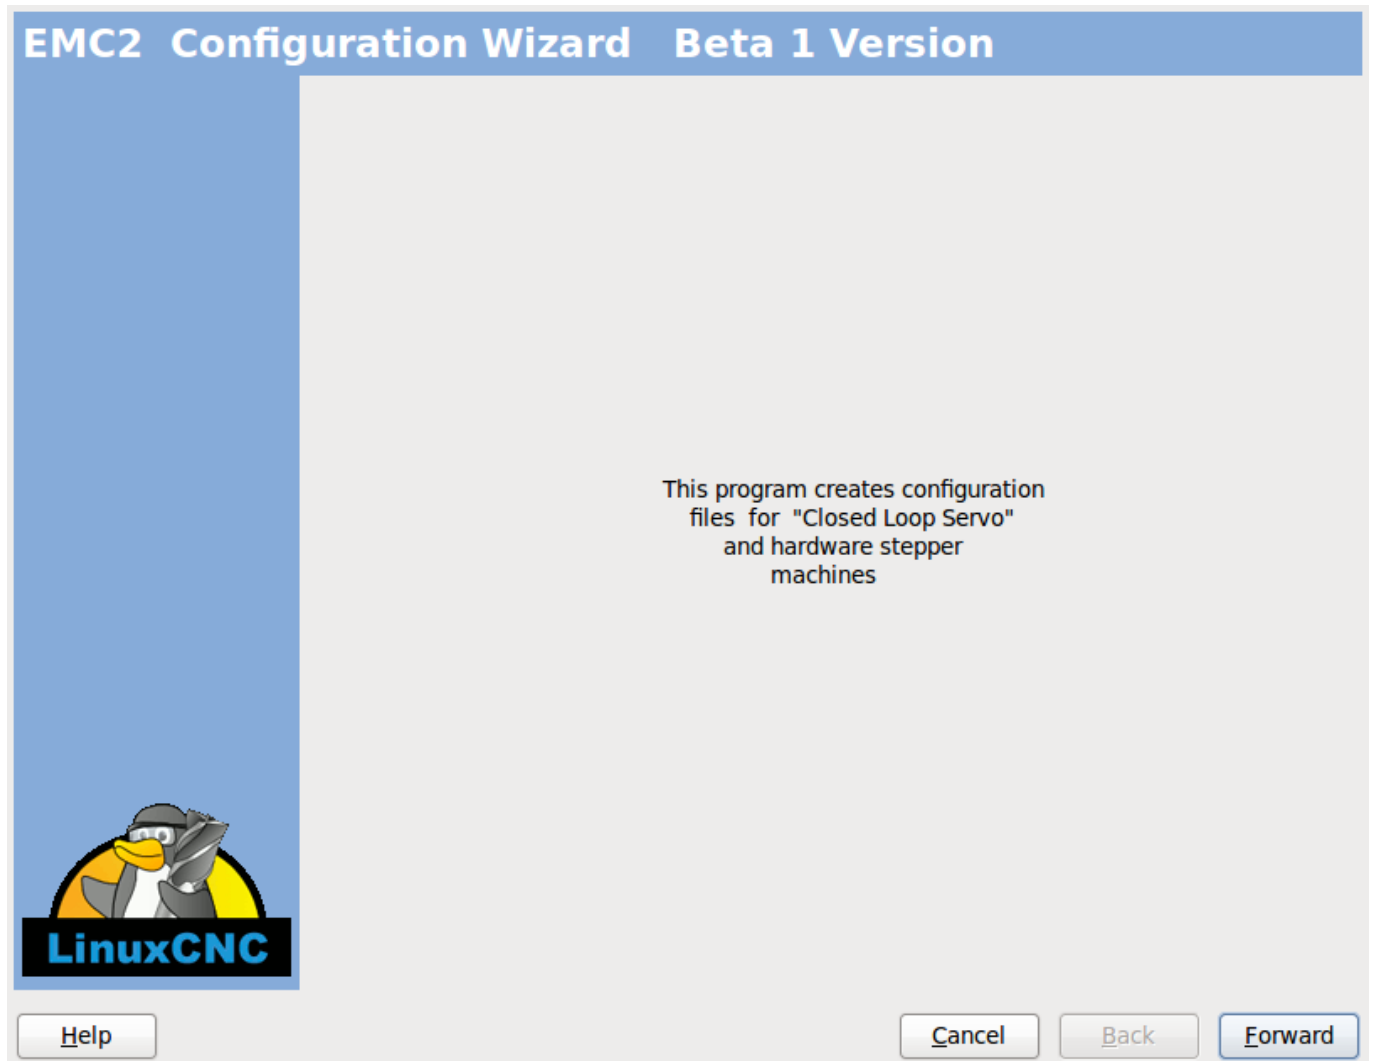 EMC2  Configuration Wizard   Beta 1 Version
This program creates configuration
files  for  "Closed Loop Servo"
and hardware stepper
machines
LinuxCNC
Help
Cancel
Back
Forward